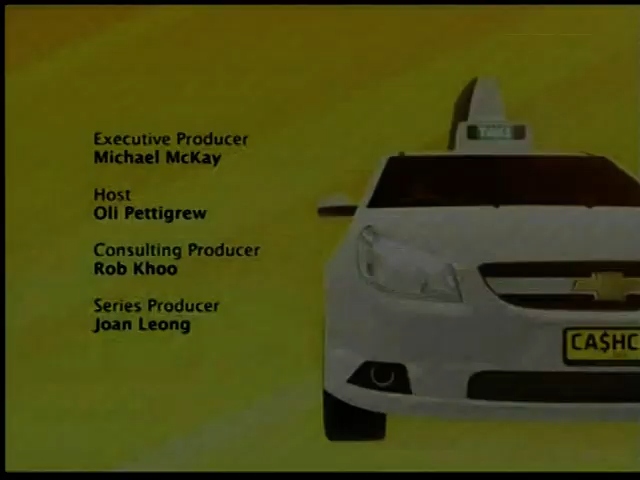 Executive Producer
Michael McKay
Host
Oli Pettigrew
Consulting Producer
Rob Khoo
Series Producer
Joan Leong
TAXI
CA$HC